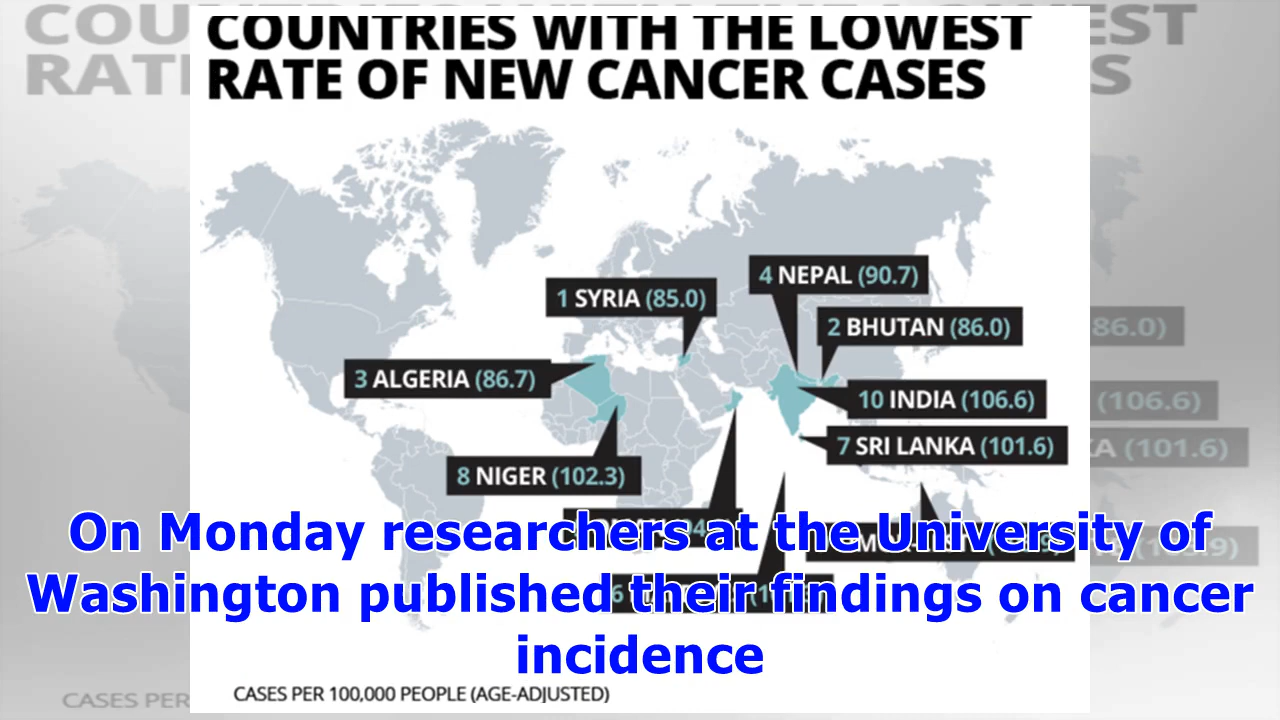 COUNTRIES WITH THE LOWEST
RATE OF NEW CANCER CASES
4 NEPAL (90.7)
1 SYRIA (85.0)
2 BHUTAN (86.0)
3 ALGERIA (86.7)
10 INDIA (106.6)
7 SRI LANKA (101.6)
8 NIGER (102.3)
On Monday researchers at the University of
Washington published their findings on cancer
incidence
6
CASES PER 100,000 PEOPLE (AGE-ADJUSTED)